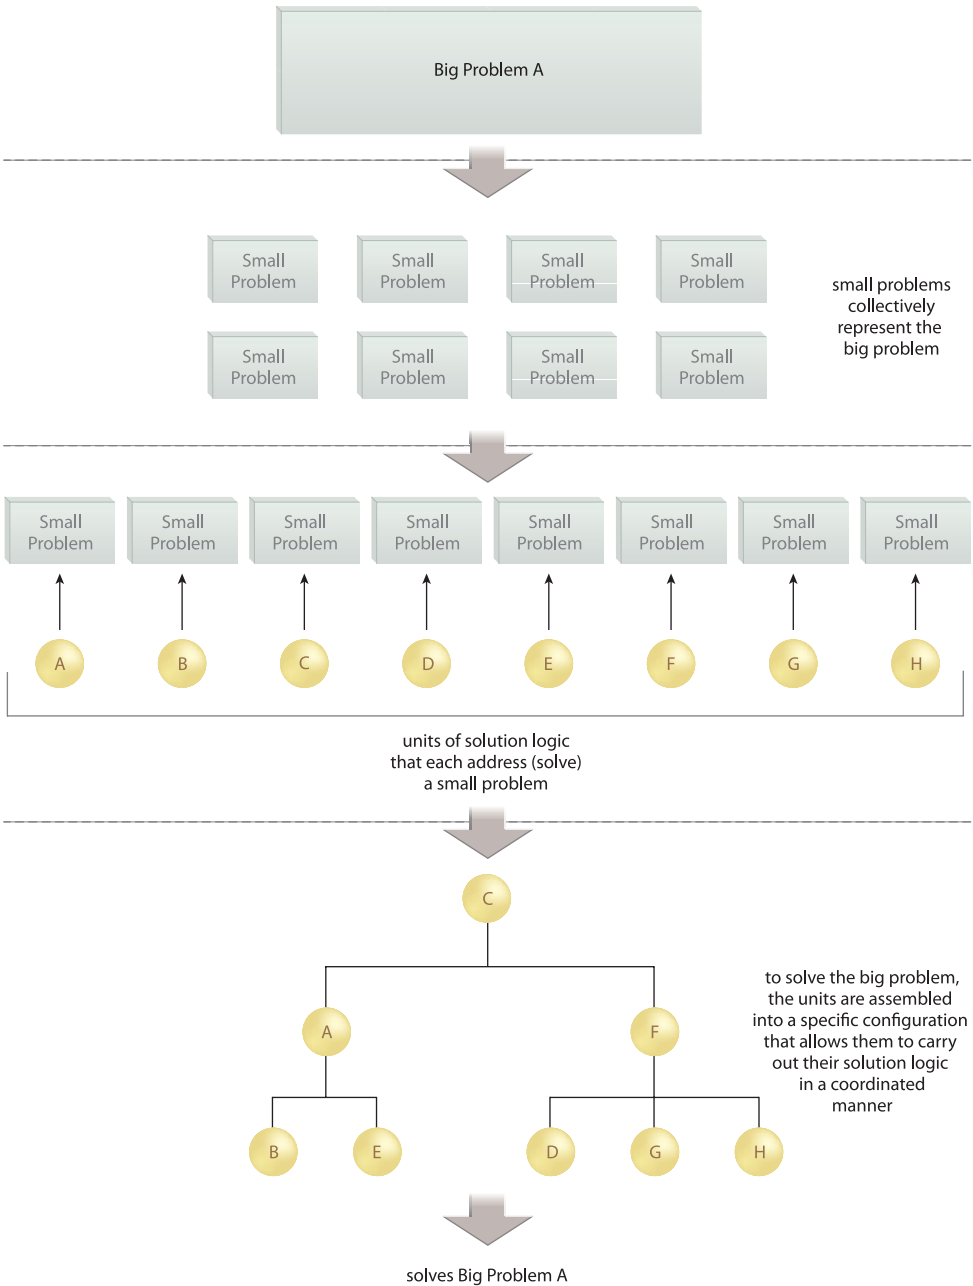 Big Problem A
Small
Problem
Small
Problem
Small
Problem
Small
Problem
Small
Problem
Small
Problem
Small
Problem
Small
Problem
small problems
collectively
represent the
big problem
Small
Problem
Small
Problem
Small
Problem
Small
Problem
Small
Problem
Small
Problem
Small
Problem
Small
Problem
A
B
C
D
E
F
G
H
units of solution logic
that each address (solve)
a small problem
C
A
F
B
E
D
G
H
to solve the big problem,
the units are assembled
into a specific configuration
that allows them to carry
out their solution logic
in a coordinated
manner
solves Big Problem A